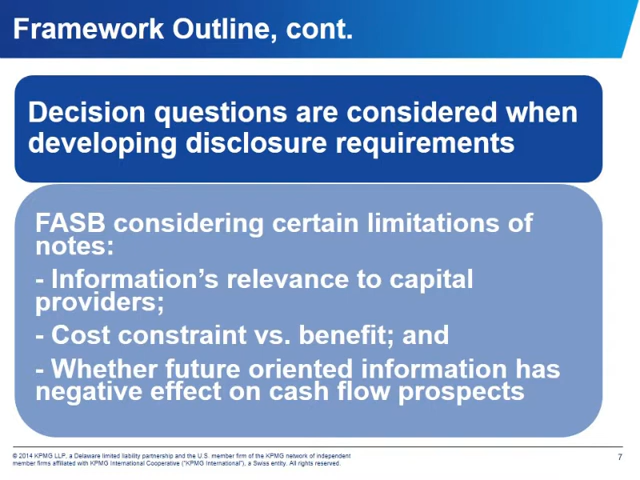 Framework Outline, cont.
Decision questions are considered when
developing disclosure requirements
FASB considering certain limitations of
notes:
- Information’s relevance to capital
providers;
- Cost constraint vs. benefit; and
- Whether future oriented information has
negative effect on cash flow prospects
© 2014 KPMG LLP, a Delaware limited liability partnership and the U.S. member firm of the KPMG network of independent
member firms affiliated with KPMG International Cooperative (“KPMG International”), a Swiss entity. All rights reserved.
7